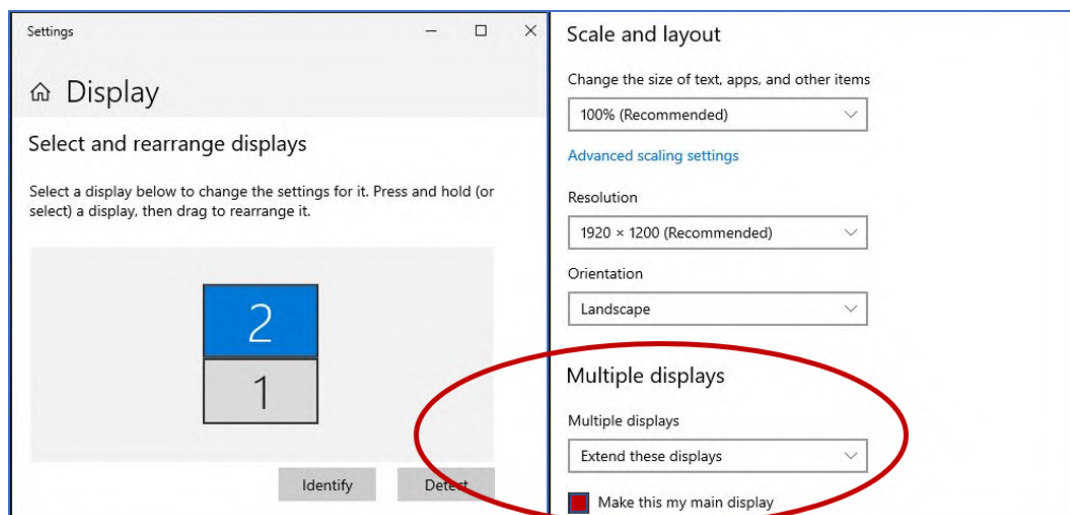 Settings
Display
Select and rearrange displays
Select a display below to change the settings for it. Press and hold (or
select) a display, then drag to rearrange it.
2
1
Identify
Detect
Scale and layout
Change the size of text, apps, and other items
100% (Recommended)
Advanced scaling settings
Resolution
1920 × 1200 (Recommended)
Orientation
Landscape
Multiple displays
Multiple displays
Extend these displays
Make this my main display